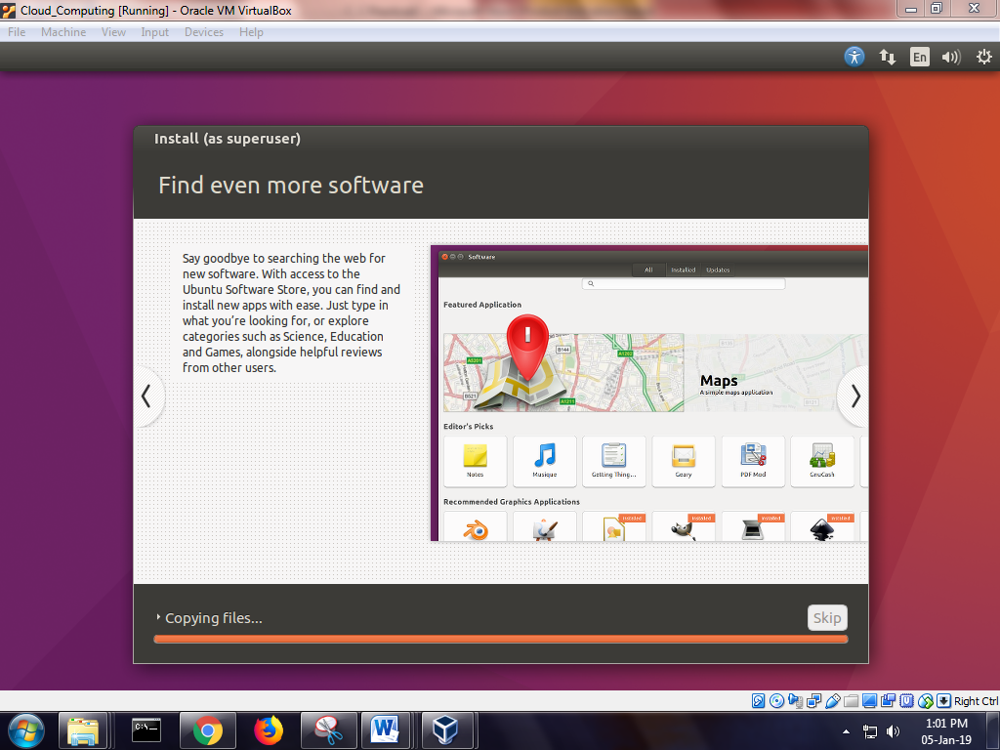 Cloud_Computing [Running] - Oracle VM VirtualBox
File Machine View Input Devices Help
En
Install (as superuser)
Find even more software
Say goodbye to searching the web for
new software. With access to the
Ubuntu Software Store, you can find and
install new apps with ease. Just type in
what you're looking for, or explore
categories such as Science, Education
and Games, alongside helpful reviews
from other users.
Software
All Installed Updates
Featured Application
B144
A1202
A5201
B521
A1211
Maps
A simple maps application
Editor's Picks
Notes Musique Getting Thing... Geary PDF Mod GnuCash
Recommended Graphics Applications
Installed Installed Installed Installed
Copying files...
Skip
Right Ctrl
C:\.
W
1:01 PM
05-Jan-19